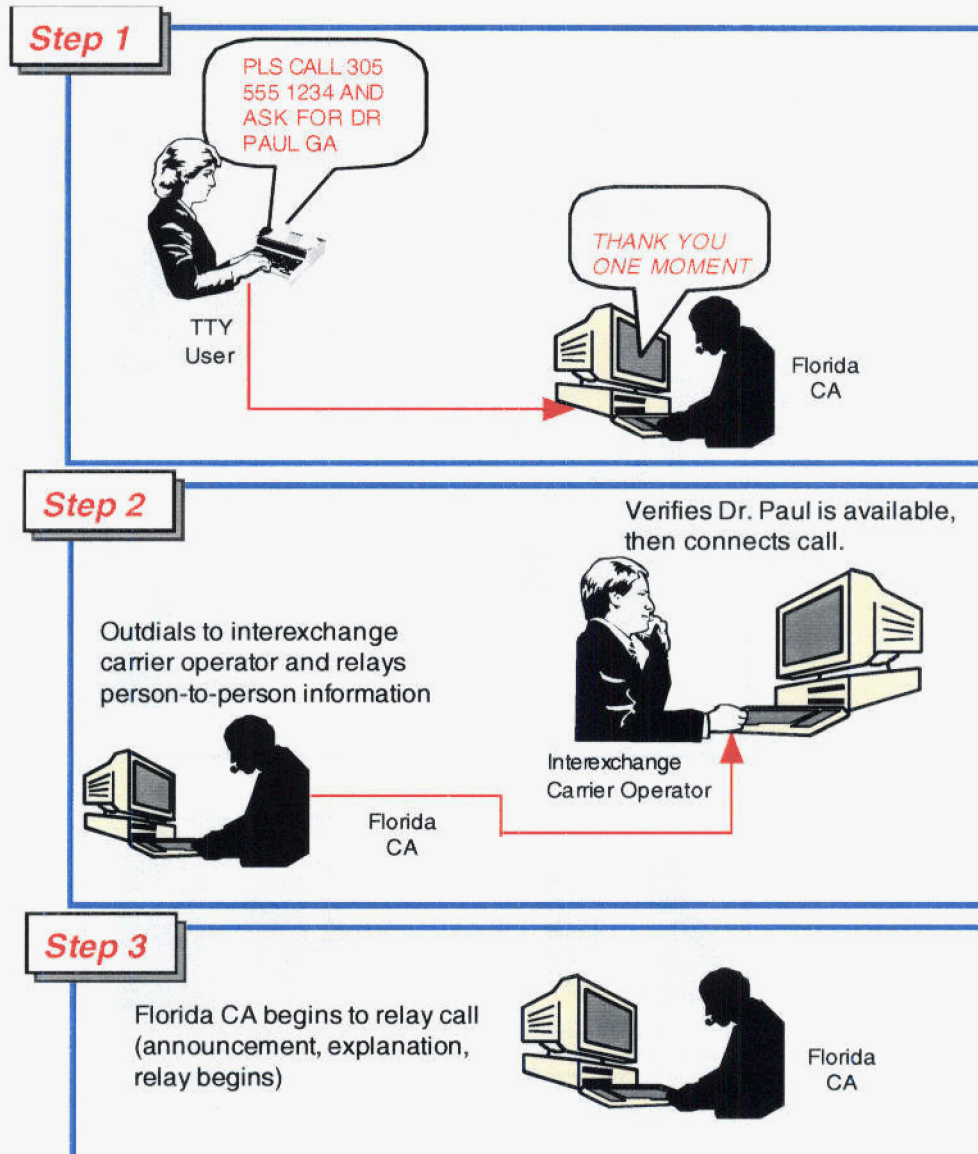 Step 1
PLS CALL 305
555 1234 AND
ASK FOR DR
PAUL GA
THANK YOU
ONE MOMENT
TTY
User
Florida
CA
Step 2
Verifies Dr. Paul is available,
then connects call.
Outdials to interexchange
carrier operator and relays
person-to-person information
Interexchange
Carrier Operator
Florida
CA
Step 3
Florida CA begins to relay call
(announcement, explanation,
relay begins)
Florida
CA